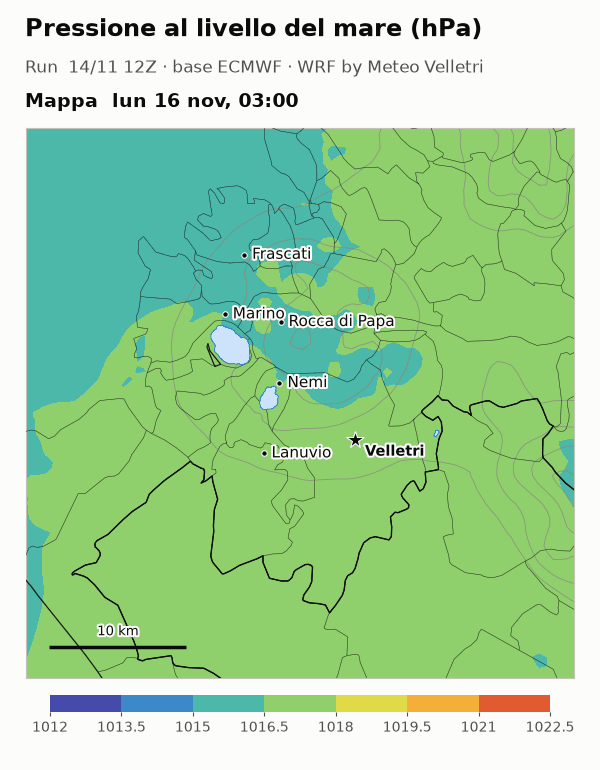 Pressione al livello del mare (hPa)
Run  14/11 12Z · base ECMWF · WRF by Meteo Velletri
Mappa  lun 16 nov, 03:00
Frascati
Marino
Rocca di Papa
Nemi
Velletri
Lanuvio
10 km
1012 1013.5 1015 1016.5 1018 1019.5 1021 1022.5